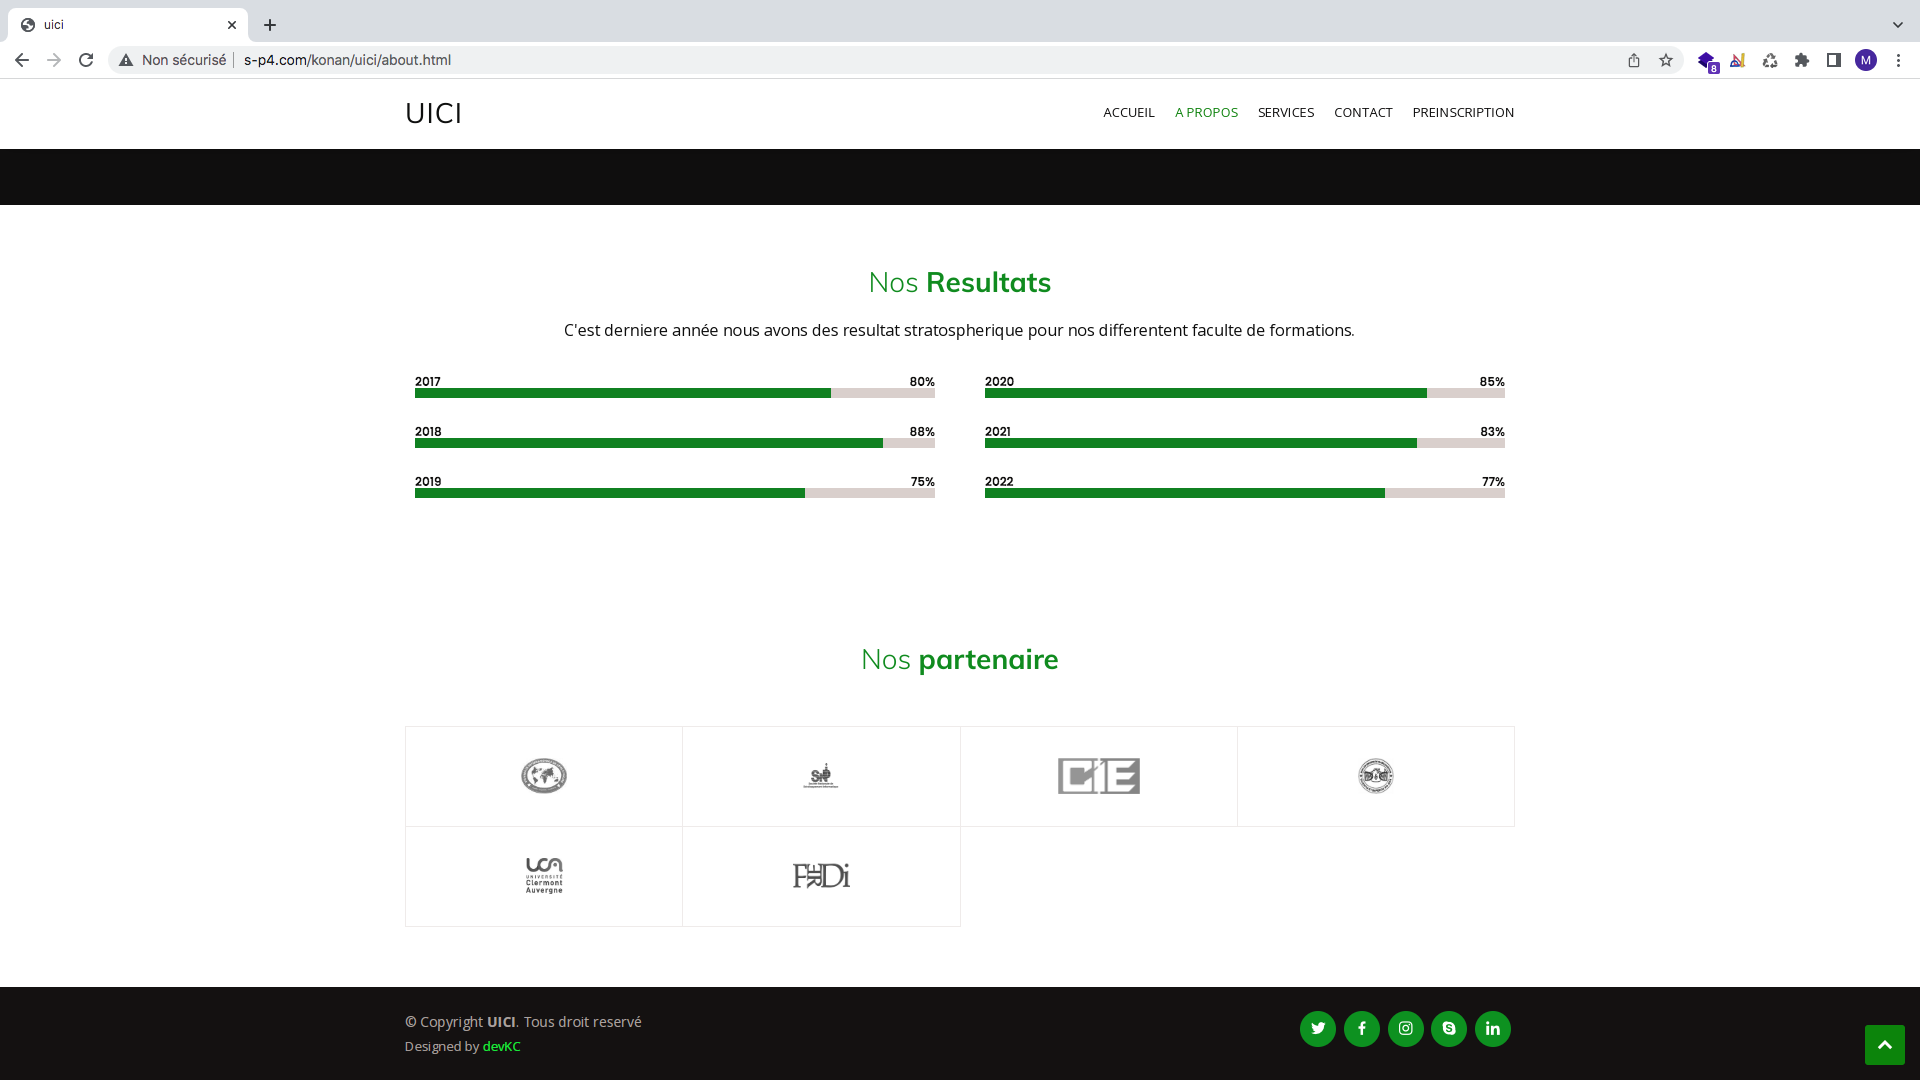 uici
Non sécurisé
s-p4.com/konan/uici/about.html
8
M
UICI
ACCUEIL
A PROPOS
SERVICES
CONTACT
PREINSCRIPTION
Nos Resultats
C'est derniere année nous avons des resultat stratospherique pour nos differentent faculte de formations.
2017 80%
2020 85%
2018 88%
2021 83%
2019 75%
2022 77%
Nos partenaire
CIE
UCA
UNIVERSITÉ
Clermont
Auvergne
FERDi
© Copyright UICI. Tous droit reservé
Designed by devKC